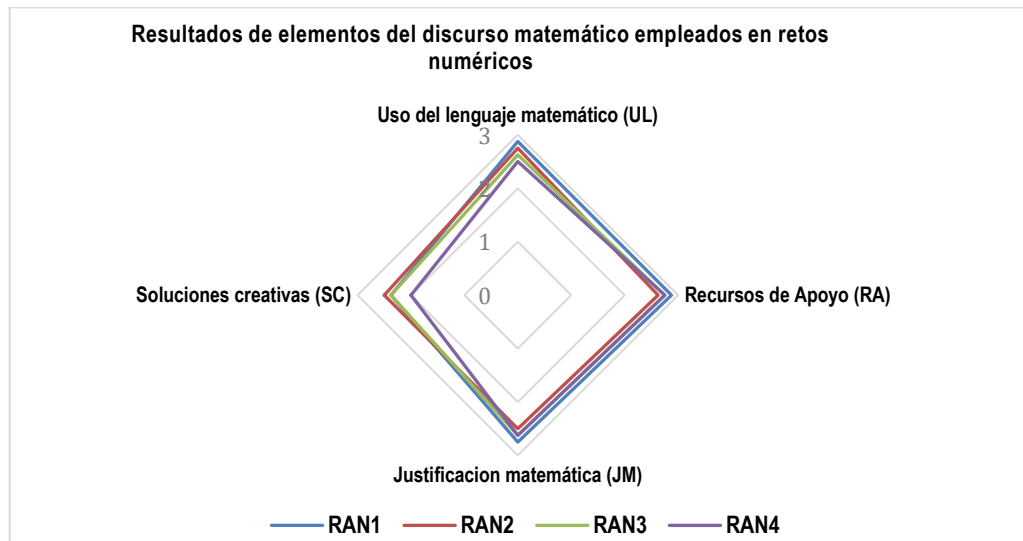 Resultados de elementos del discurso matemático empleados en retos
numéricos
Uso del lenguaje matemático (UL)
3
2
1
Soluciones creativas (SC)
0
Recursos de Apoyo (RA)
Justificacion matemática (JM)
RAN1
RAN2
RAN3
RAN4